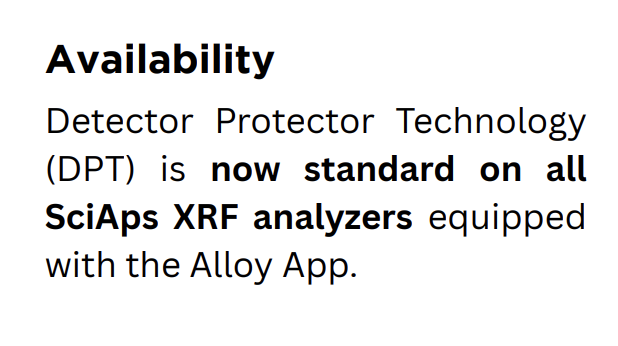 Availability
Detector Protector Technology
(DPT) is now standard on all
SciAps XRF analyzers equipped
with the Alloy App.